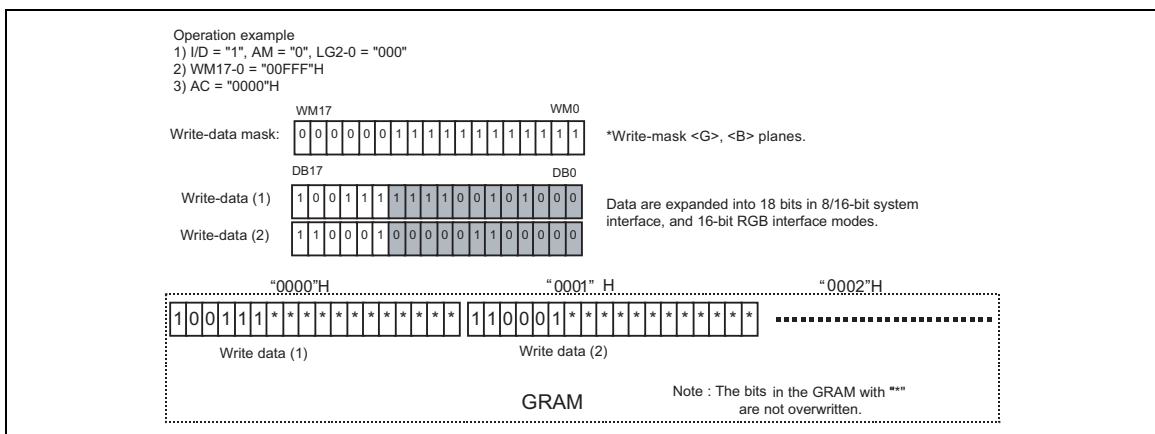 Operation example
1) I/D = "1", AM = "0", LG2-0 = "000"
2) WM17-0 = "00FFF"H
3) AC = "0000"H
WM17 WM0
Write-data mask: 0 0 0 0 0 0 1 1 1 1 1 1 1 1 1 1 1 1 *Write-mask <G>, <B> planes.
DB17 DB0
Write-data (1) 1 0 0 1 1 1 1 1 1 1 0 0 1 0 1 0 0 0
Write-data (2) 1 1 0 0 0 1 0 0 0 0 0 1 1 0 0 0 0 0
Data are expanded into 18 bits in 8/16-bit system
interface, and 16-bit RGB interface modes.
"0000"H "0001" H "0002"H
1 0 0 1 1 1 * * * * * * * * * * * * 1 1 0 0 0 1 * * * * * * * * * * * *
Write data (1) Write data (2)
GRAM
Note : The bits in the GRAM with "*"
are not overwritten.